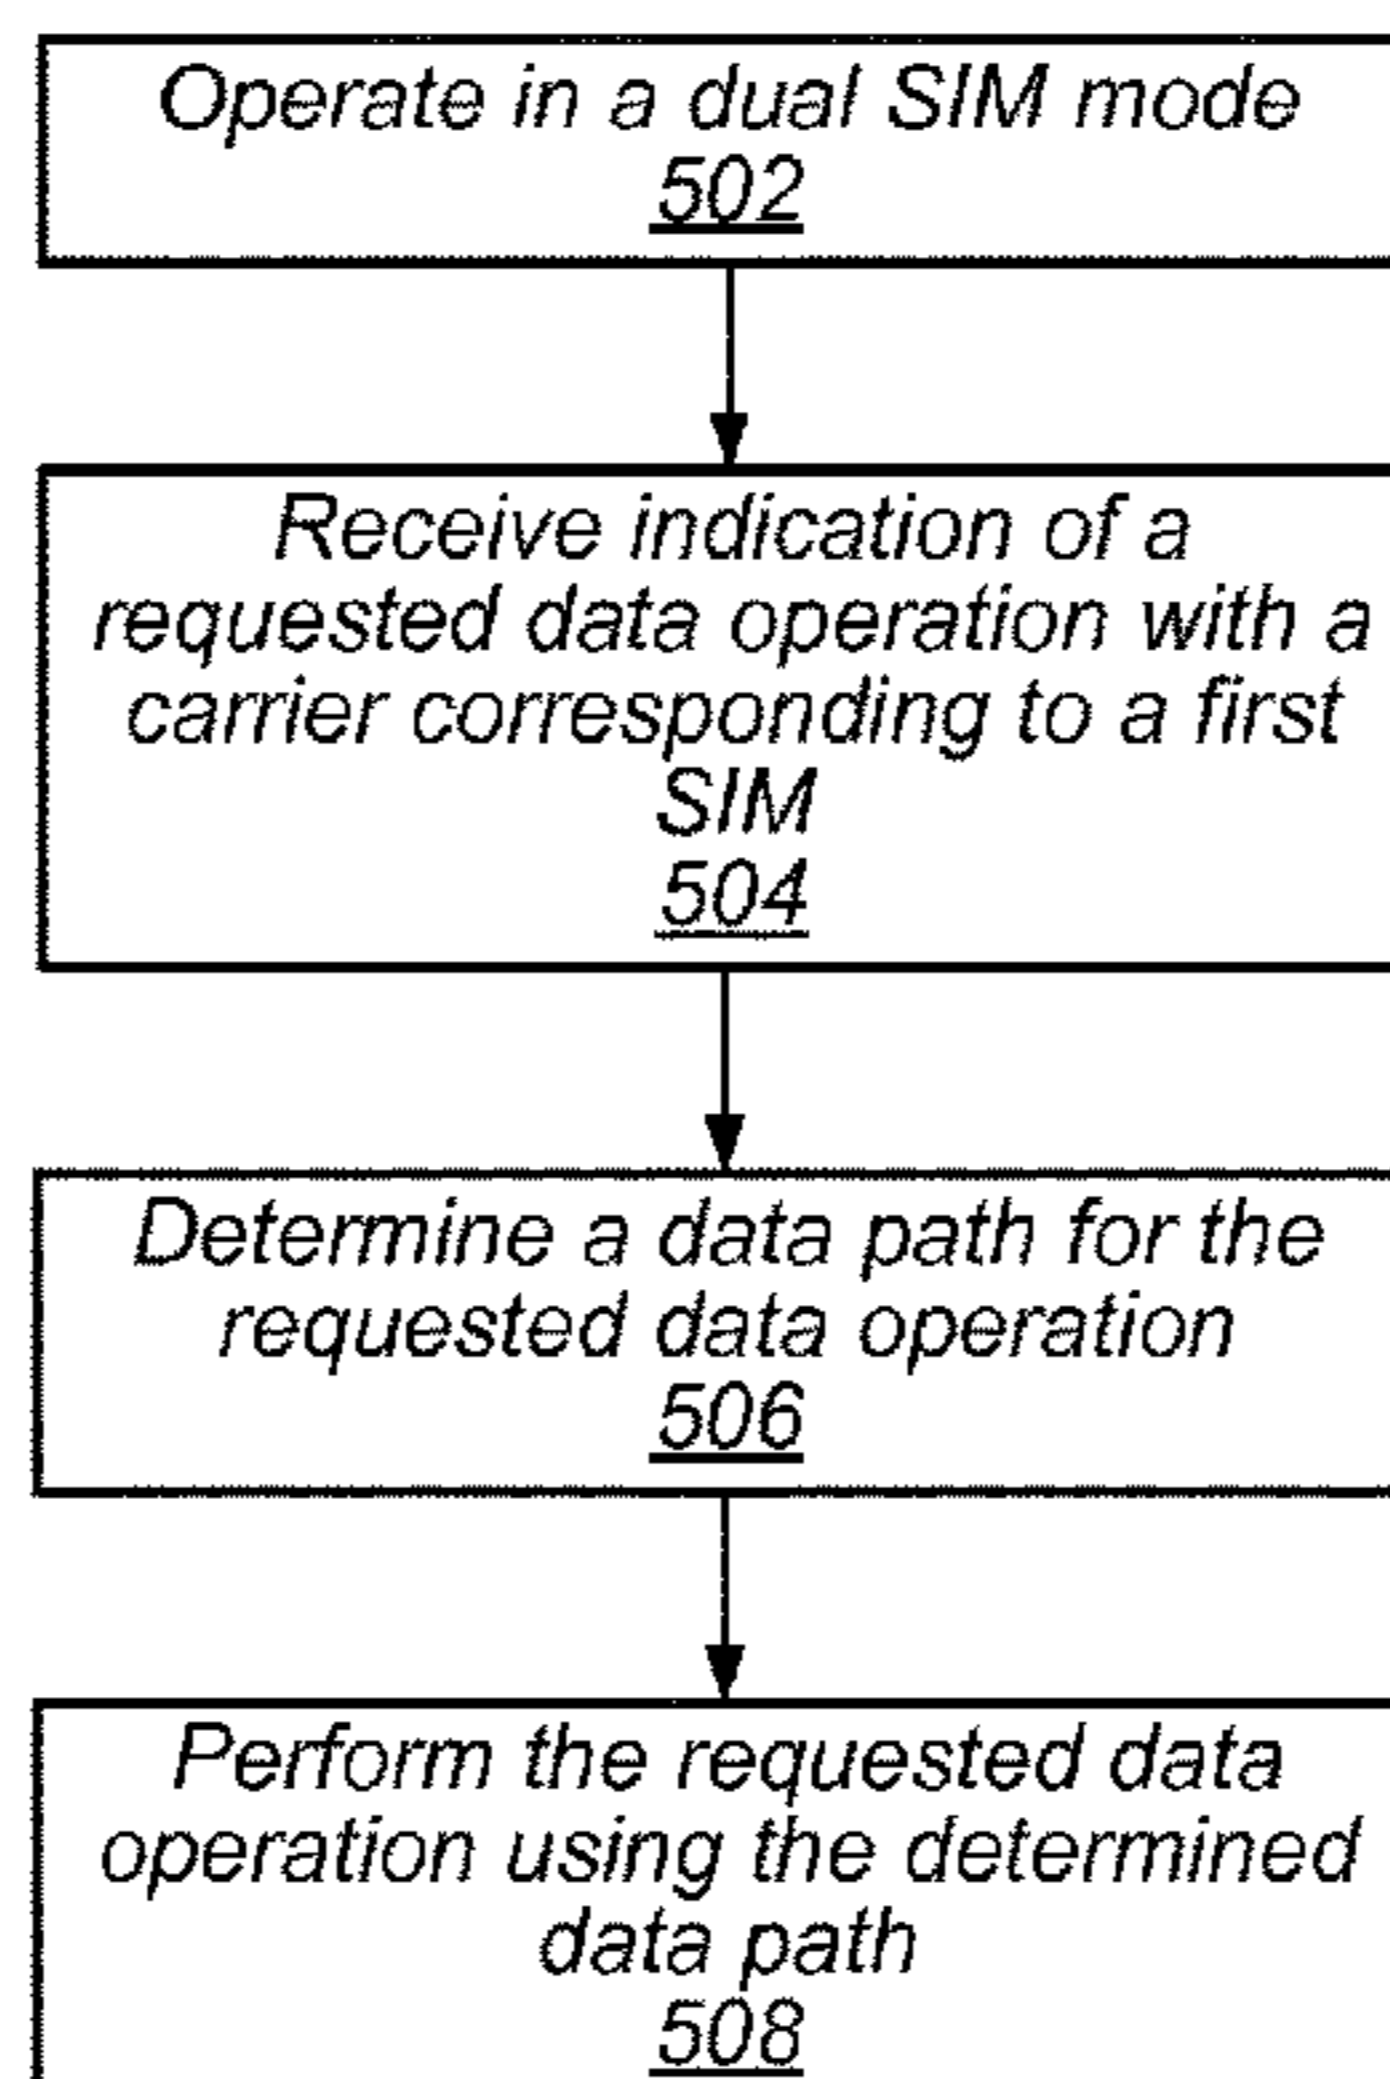 Operate in a dual SIM mode
502
Receive indication of a
requested data operation with a
carrier corresponding to a first
SIM
504
Determine a data path for the
requested data operation
506
Perform the requested data
operation using the determined
data path
508